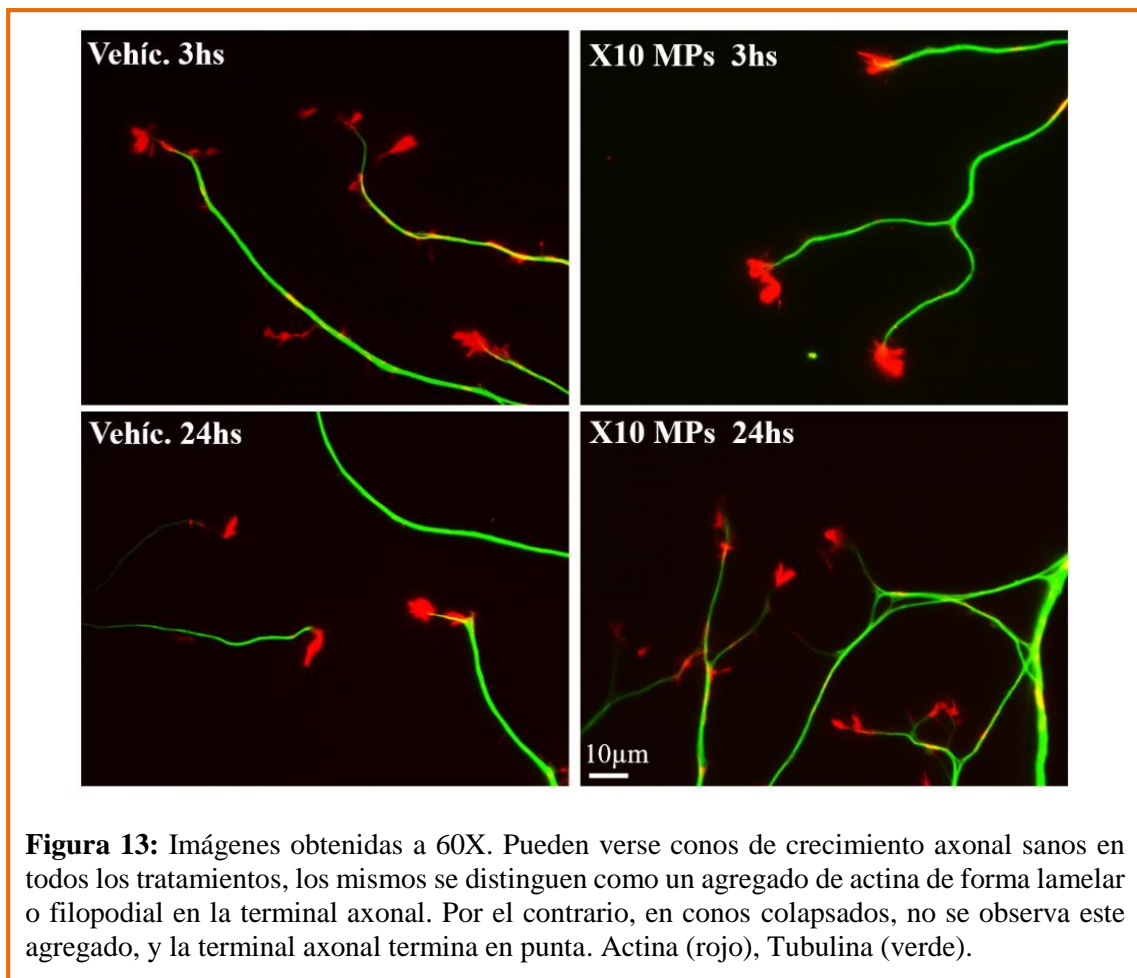 Vehíc. 3hs
X10 MPs 3hs
Vehíc. 24hs
X10 MPs 24hs
10µm
Figura 13: Imágenes obtenidas a 60X. Pueden verse conos de crecimiento axonal sanos en
todos los tratamientos, los mismos se distinguen como un agregado de actina de forma lamelar
o filopodial en la terminal axonal. Por el contrario, en conos colapsados, no se observa este
agregado, y la terminal axonal termina en punta. Actina (rojo), Tubulina (verde).